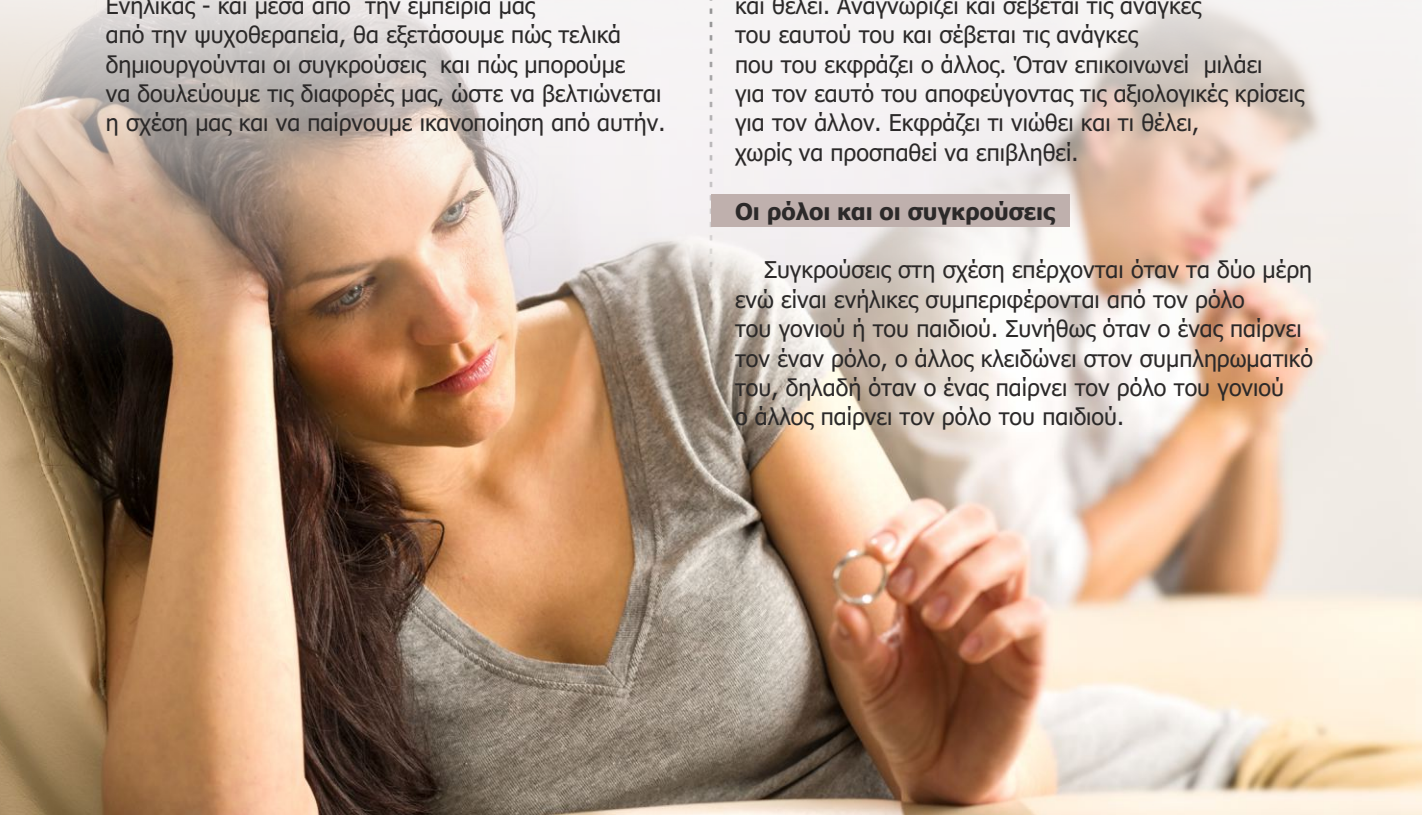 Ενήλικας - και μέσα από  την εμπειρία μας
από την ψυχοθεραπεία, θα εξετάσουμε πώς τελικά
δημιουργούνται οι συγκρούσεις  και πώς μπορούμε
να δουλεύουμε τις διαφορές μας, ώστε να βελτιώνεται
η σχέση μας και να παίρνουμε ικανοποίηση από αυτήν.
και θέλει. Αναγνωρίζει και σέβεται τις ανάγκες
του εαυτού του και σέβεται τις ανάγκες
που του εκφράζει ο άλλος. Όταν επικοινωνεί  μιλάει
για τον εαυτό του αποφεύγοντας τις αξιολογικές κρίσεις
για τον άλλον. Εκφράζει τι νιώθει και τι θέλει,
χωρίς να προσπαθεί να επιβληθεί.
Οι ρόλοι και οι συγκρούσεις
Συγκρούσεις στη σχέση επέρχονται όταν τα δύο μέρη
ενώ είναι ενήλικες συμπεριφέρονται από τον ρόλο
του γονιού ή του παιδιού. Συνήθως όταν ο ένας παίρνει
τον έναν ρόλο, ο άλλος κλειδώνει στον συμπληρωματικό
του, δηλαδή όταν ο ένας παίρνει τον ρόλο του γονιού
ο άλλος παίρνει τον ρόλο του παιδιού.